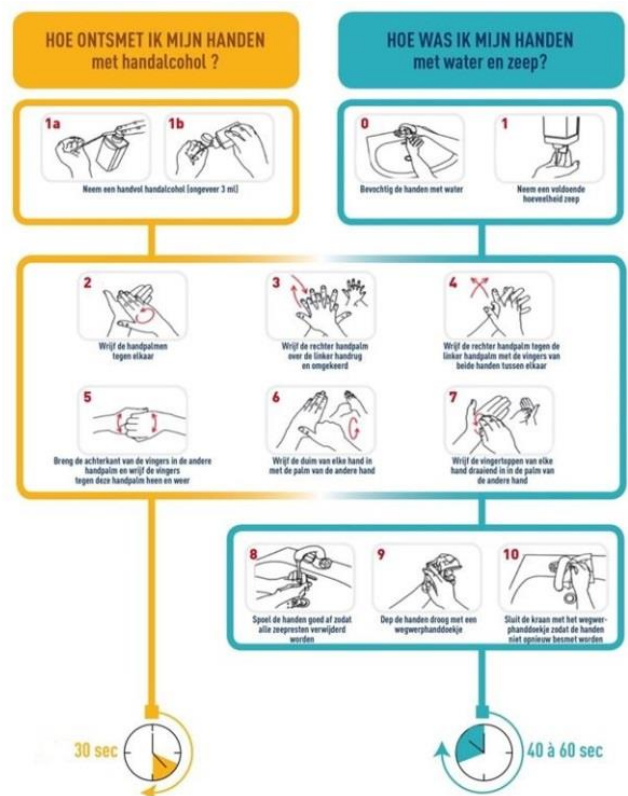 HOE ONTSMET IK MIJN HANDEN
met handalcohol ?
HOE WAS IK MIJN HANDEN
met water en zeep?
1a
1b
Neem een handvol handalcohol (ongeveer 3 ml)
0
Bevochtig de handen met water
1
Neem een voldoende
hoeveelheid zeep
2
Wrijf de handpalmen
tegen elkaar
3
Wrijf de rechter handpalm
over de linker handrug
en omgekeerd
4
Wrijf de rechter handpalm tegen de
linker handpalm met de vingers van
beide handen tussen elkaar
5
Breng de achterkant van de vingers in de andere
handpalm en wrijf de vingers
tegen deze handpalm heen en weer
6
Wrijf de duim van elke hand in
met de palm van de andere hand
7
Wrijf de vingertoppen van elke
hand draaiend in in de palm van
de andere hand
8
Spoel de handen goed af zodat
alle zeepresten verwijderd
worden
9
Dep de handen droog met een
wegwerphanddoekje
10
Sluit de kraan met het wegwer-
phanddoekje zodat de handen
niet opnieuw besmet worden
30 sec
40 à 60 sec